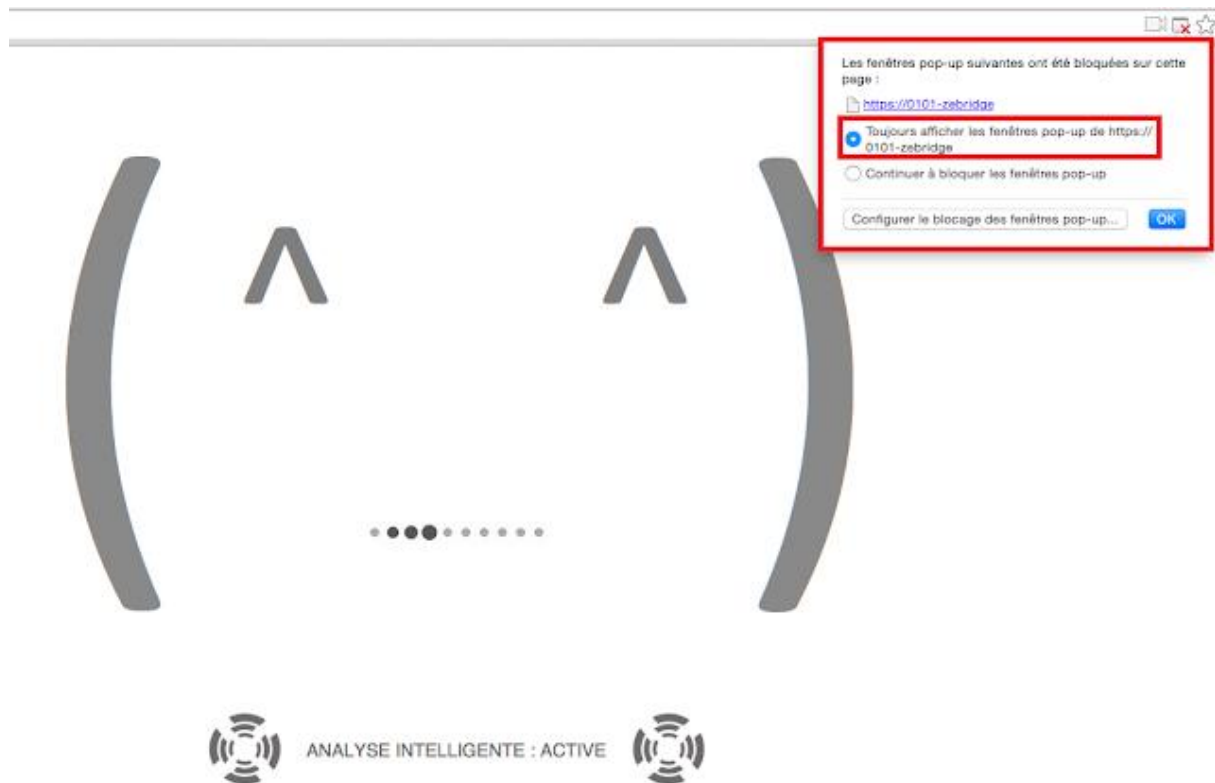 Les fenêtres pop-up suivantes ont été bloquées sur cette
page :
https://0101-zebridge
Toujours afficher les fenêtres pop-up de https://
0101-zebridge
Continuer à bloquer les fenêtres pop-up
Configurer le blocage des fenêtres pop-up...
OK
( ^ ^ )
ANALYSE INTELLIGENTE : ACTIVE